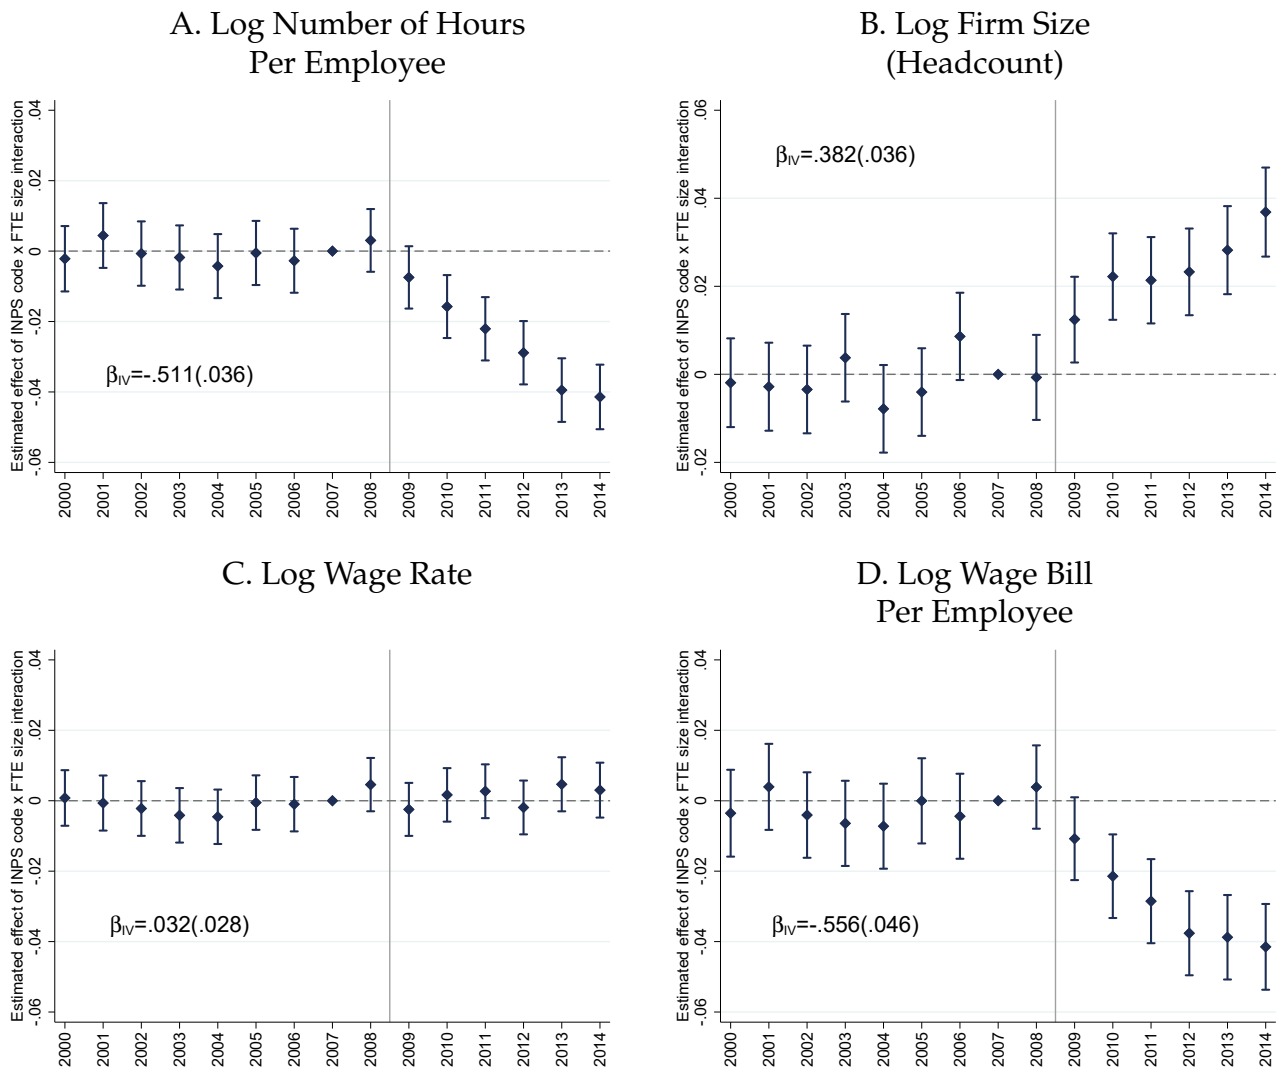 A. Log Number of Hours
Per Employee
Estimated effect of INPS code x FTE size interaction
.04
.02
0
-.02
-.04
-.06
βIV=-.511(.036)
2000 2001 2002 2003 2004 2005 2006 2007 2008 2009 2010 2011 2012 2013 2014
B. Log Firm Size
(Headcount)
Estimated effect of INPS code x FTE size interaction
.06
.04
.02
0
-.02
βIV=.382(.036)
2000 2001 2002 2003 2004 2005 2006 2007 2008 2009 2010 2011 2012 2013 2014
C. Log Wage Rate
Estimated effect of INPS code x FTE size interaction
.04
.02
0
-.02
-.04
-.06
βIV=.032(.028)
2000 2001 2002 2003 2004 2005 2006 2007 2008 2009 2010 2011 2012 2013 2014
D. Log Wage Bill
Per Employee
Estimated effect of INPS code x FTE size interaction
.04
.02
0
-.02
-.04
-.06
βIV=-.556(.046)
2000 2001 2002 2003 2004 2005 2006 2007 2008 2009 2010 2011 2012 2013 2014